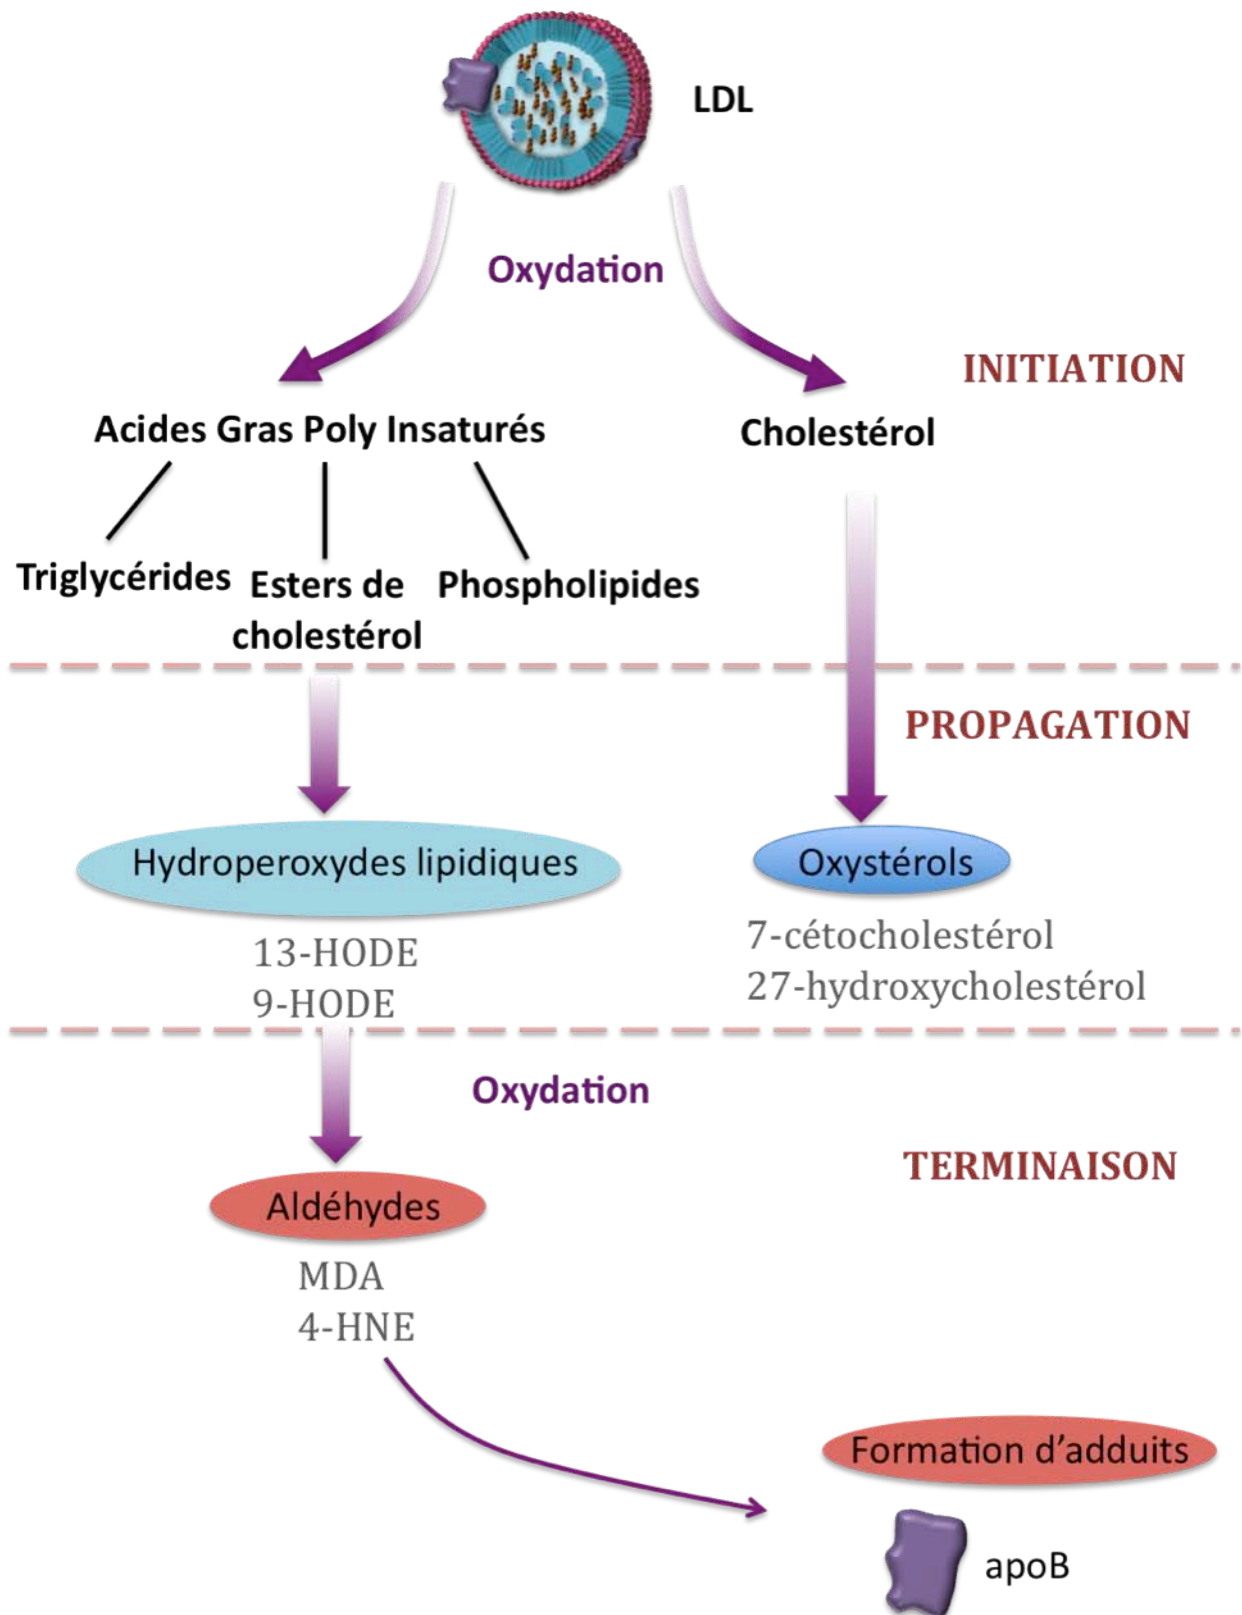 LDL
Oxydation
INITIATION
Acides Gras Poly Insaturés
Cholestérol
Triglycérides
Esters de
cholestérol
Phospholipides
PROPAGATION
Hydroperoxydes lipidiques
Oxystérols
13-HODE
9-HODE
7-cétocholestérol
27-hydroxycholestérol
Oxydation
TERMINAISON
Aldéhydes
MDA
4-HNE
Formation d'adduits
apoB